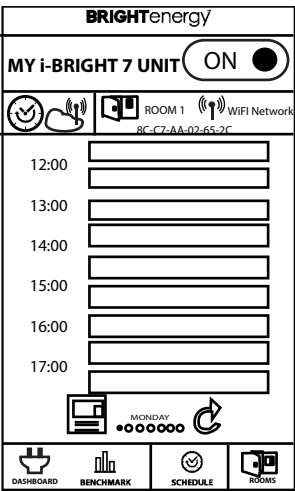 BRIGHTenergy
MY i-BRIGHT 7 UNIT ON
ROOM 1 WiFI Network
8C-C7-AA-02-65-2C
12:00
13:00
14:00
15:00
16:00
17:00
MONDAY
DASHBOARD BENCHMARK SCHEDULE ROOMS